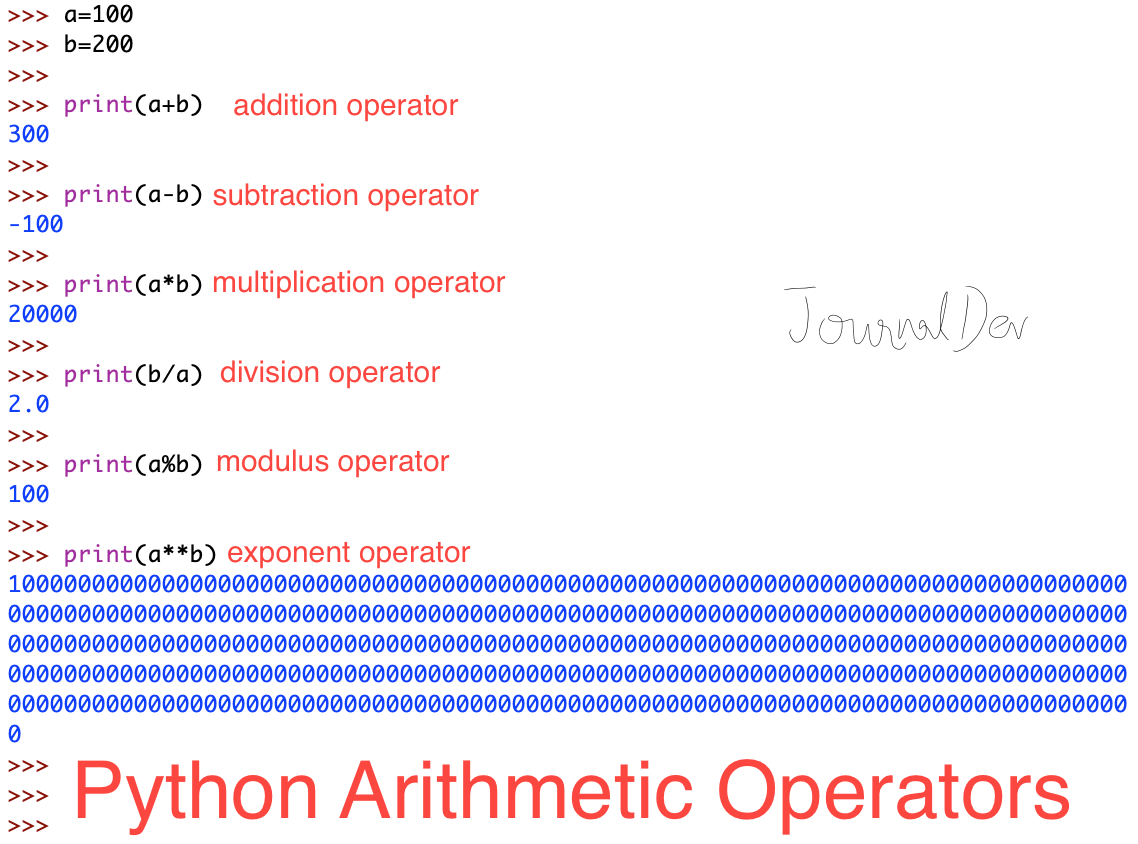 >>> a=100
>>> b=200
>>>
>>> print(a+b) addition operator
300
>>>
>>> print(a-b) subtraction operator
-100
>>>
>>> print(a*b) multiplication operator
20000
JournalDev
>>>
>>> print(b/a) division operator
2.0
>>>
>>> print(a%b) modulus operator
100
>>>
>>> print(a**b) exponent operator
10000000000000000000000000000000000000000000000000000000000000000000000000000000
00000000000000000000000000000000000000000000000000000000000000000000000000000000
00000000000000000000000000000000000000000000000000000000000000000000000000000000
00000000000000000000000000000000000000000000000000000000000000000000000000000000
00000000000000000000000000000000000000000000000000000000000000000000000000000000
0
>>>
>>> Python Arithmetic Operators
>>>